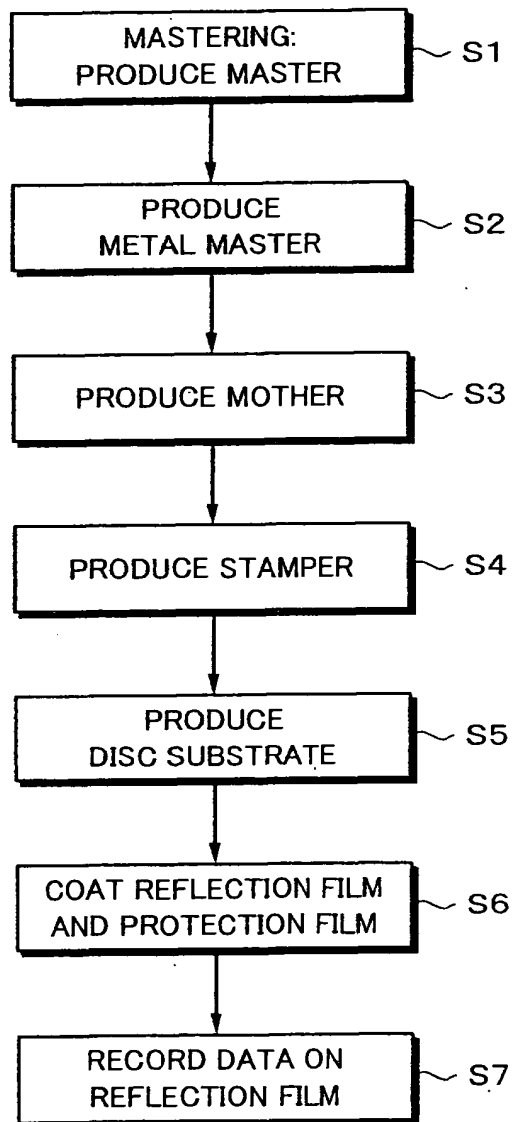 MASTERING:
PRODUCE MASTER
S1
PRODUCE
METAL MASTER
S2
PRODUCE MOTHER
S3
PRODUCE STAMPER
S4
PRODUCE
DISC SUBSTRATE
S5
COAT REFLECTION FILM
AND PROTECTION FILM
S6
RECORD DATA ON
REFLECTION FILM
S7